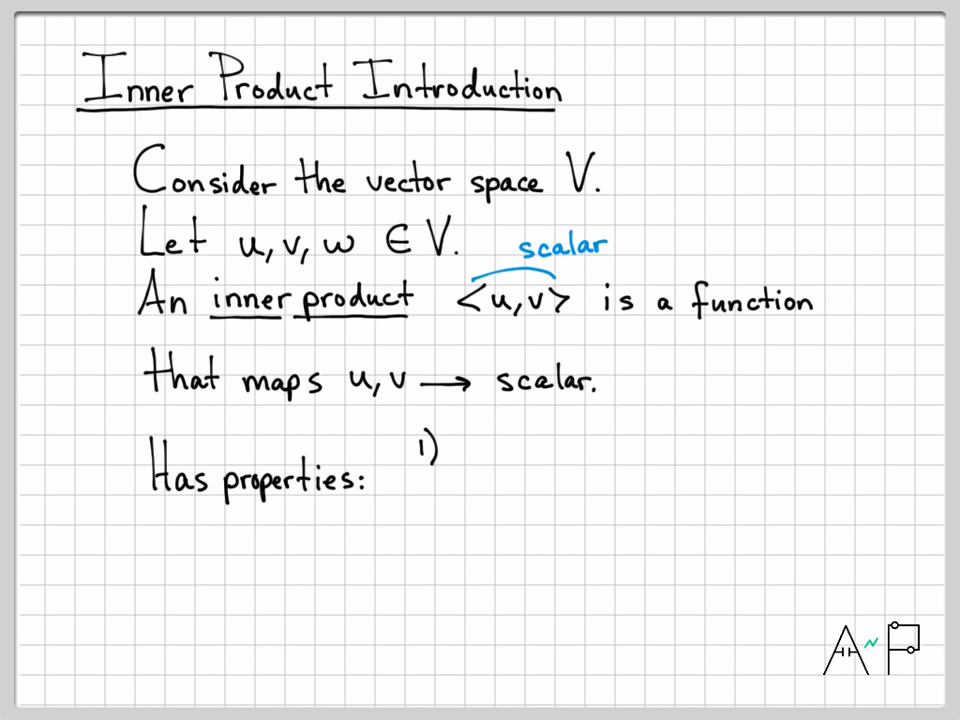 Inner Product Introduction
Consider the vector space V.
Let u, v, w ∈ V.
scalar
An inner product <u,v> is a function
that maps u, v → scalar.
Has properties: 1)